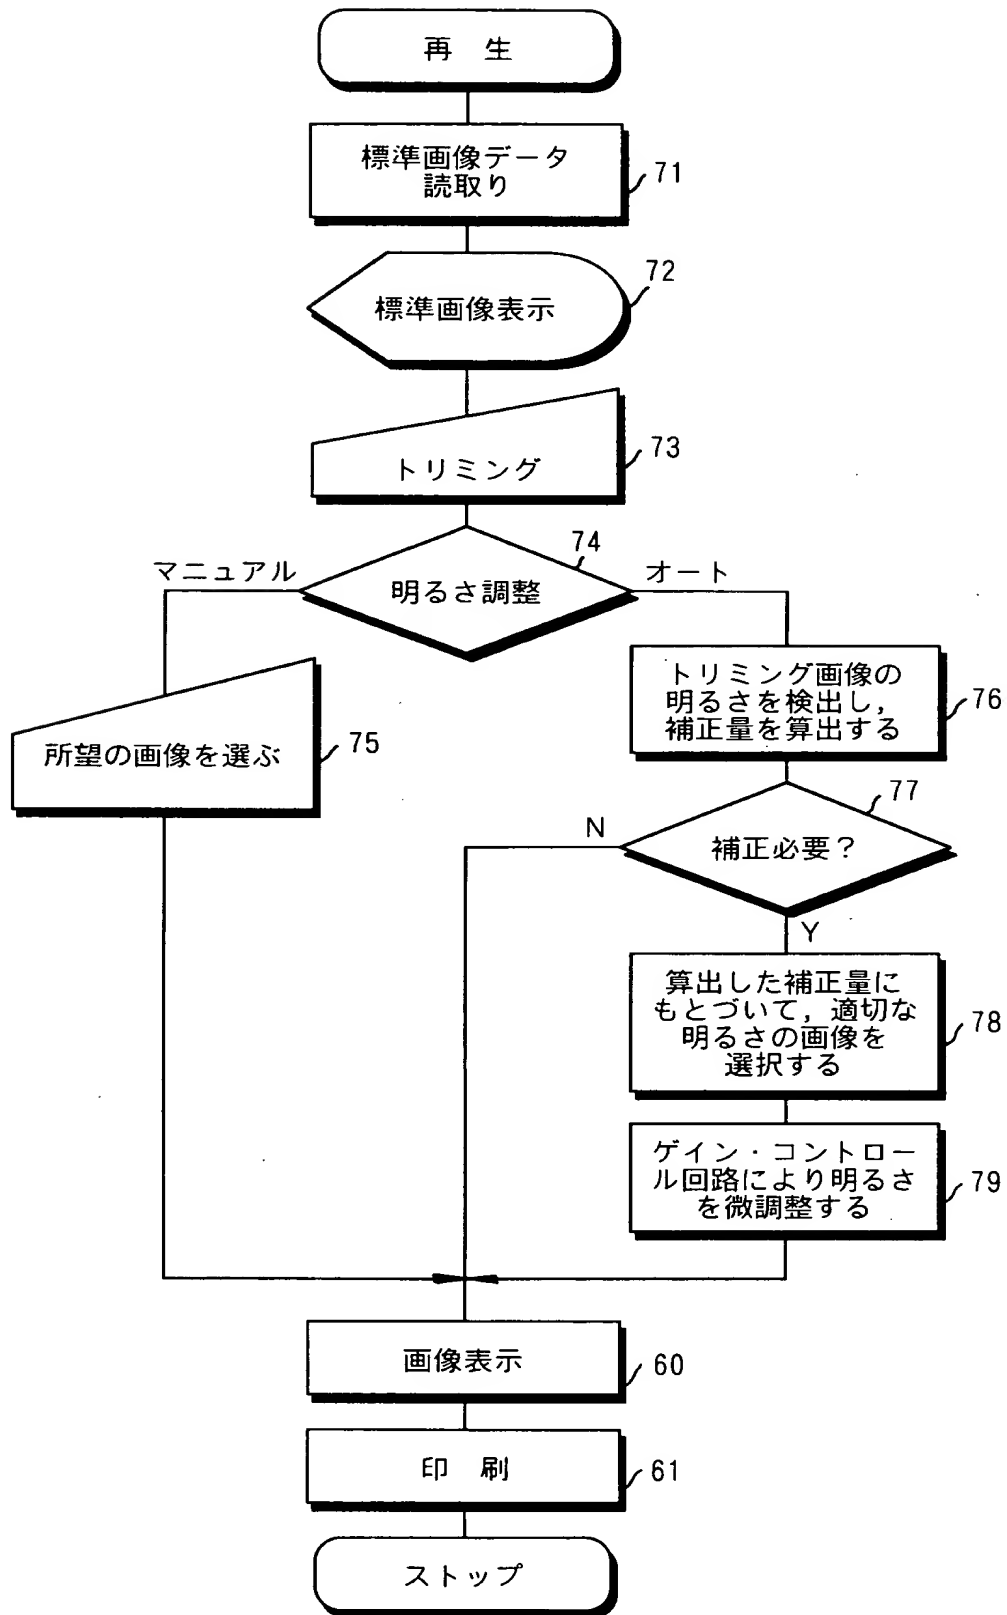 再 生
標準画像データ
読取り
71
標準画像表示
72
トリミング
73
明るさ調整
74
マニュアル
オート
所望の画像を選ぶ
75
トリミング画像の
明るさを検出し，
補正量を算出する
76
補正必要？
77
N
Y
算出した補正量に
もとづいて，適切な
明るさの画像を
選択する
78
ゲイン・コントロー
ル回路により明るさ
を微調整する
79
画像表示
60
印 刷
61
ストップ